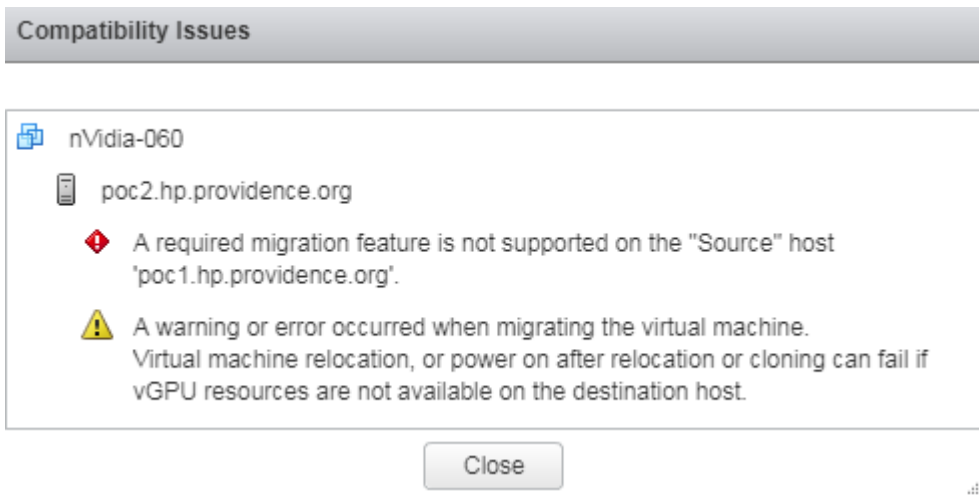 Compatibility Issues
nVidia-060
poc2.hp.providence.org
A required migration feature is not supported on the "Source" host
'poc1.hp.providence.org'.
A warning or error occurred when migrating the virtual machine.
Virtual machine relocation, or power on after relocation or cloning can fail if
vGPU resources are not available on the destination host.
Close